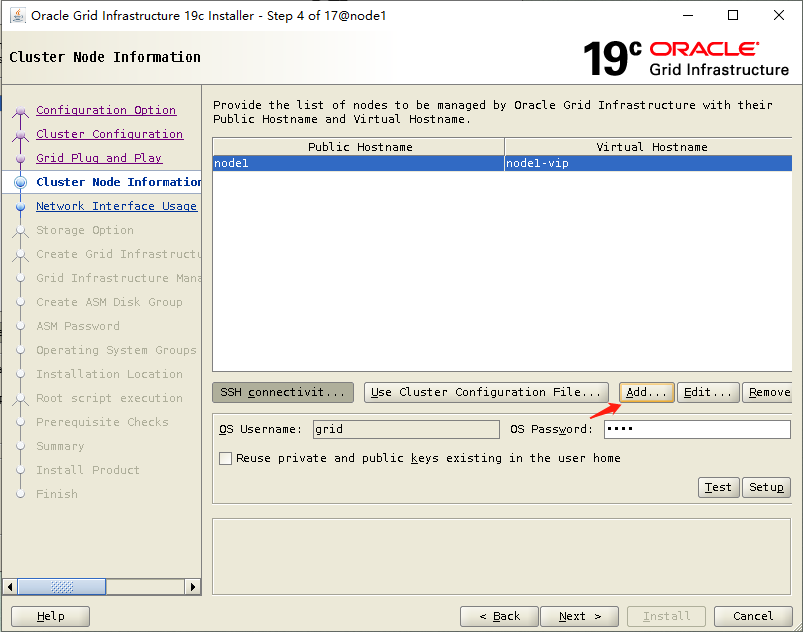 Oracle Grid Infrastructure 19c Installer - Step 4 of 17@node1
Cluster Node Information
19c ORACLE
Grid Infrastructure
Configuration Option
Cluster Configuration
Grid Plug and Play
Cluster Node Information
Network Interface Usage
Storage Option
Create Grid Infrastructu
Grid Infrastructure Mana
Create ASM Disk Group
ASM Password
Operating System Groups
Installation Location
Root script execution
Prerequisite Checks
Summary
Install Product
Finish
Provide the list of nodes to be managed by Oracle Grid Infrastructure with their
Public Hostname and Virtual Hostname.
Public Hostname Virtual Hostname
node1 node1-vip
SSH connectivit... Use Cluster Configuration File... Add... Edit... Remove
OS Username: grid OS Password: ••••
Reuse private and public keys existing in the user home
Test Setup
Help < Back Next > Install Cancel